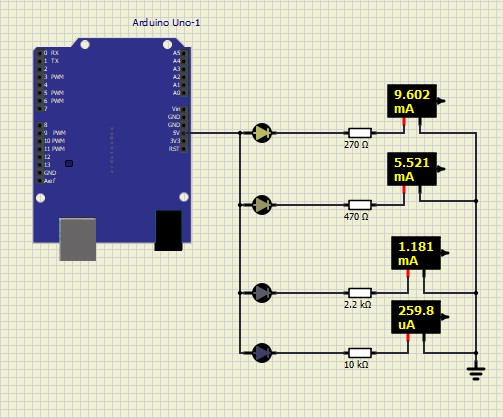 Arduino Uno-1
0 RX
1 TX
2
3 PWM
4
5 PWM
6 PWM
7
8
9 PWM
10 PWM
11 PWM
12
13
GND
Aref
A5
A4
A3
A2
A1
A0
Vin
GND
GND
5V
3V3
RST
9.602
mA
270 Ω
5.521
mA
470 Ω
1.181
mA
2.2 kΩ
259.8
uA
10 kΩ